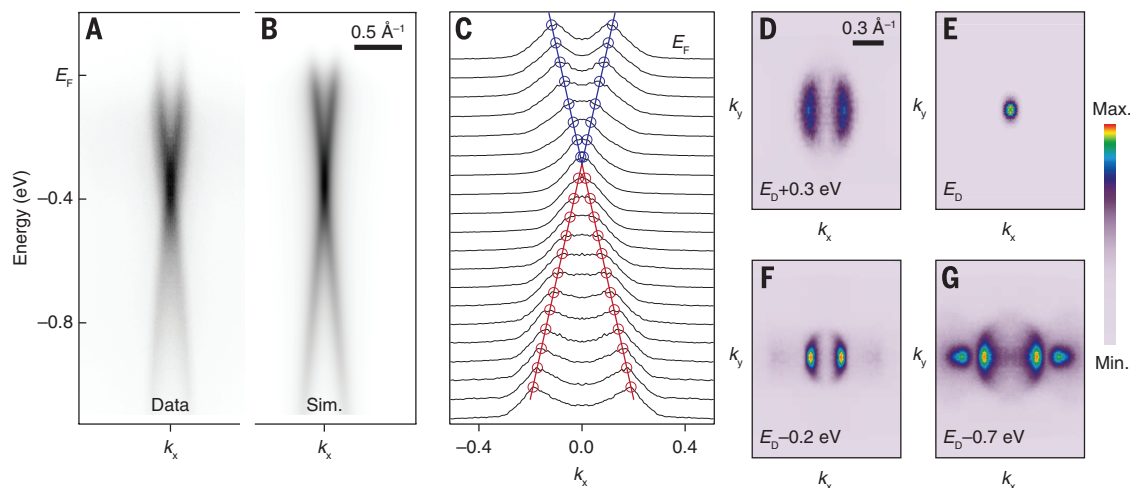 A
B
0.5 Å⁻¹
E_F
−0.4
−0.8
Energy (eV)
Data
Sim.
k_x
k_x
C
E_F
−0.4
0.0
0.4
k_x
D
0.3 Å⁻¹
k_y
E_D+0.3 eV
k_x
E
k_y
E_D
k_x
F
k_y
E_D−0.2 eV
k_x
G
k_y
E_D−0.7 eV
k_x
Max.
Min.